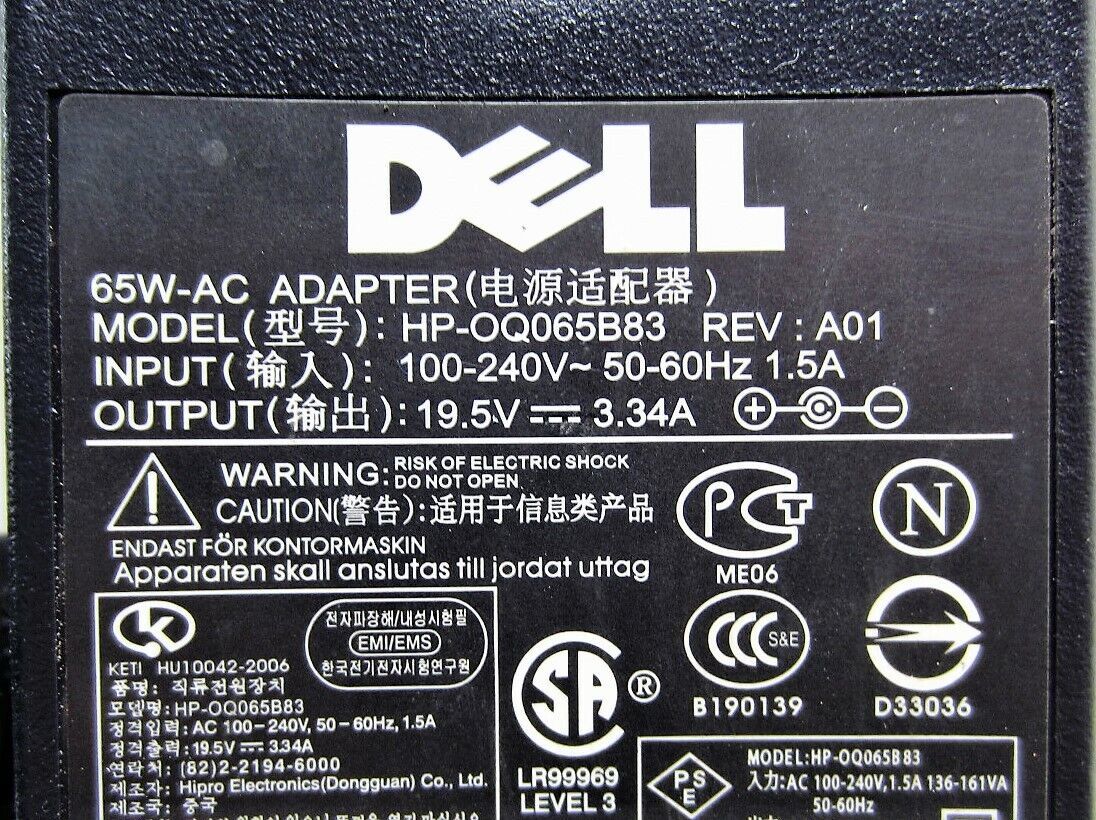 DELL
65W-AC ADAPTER(电源适配器)
MODEL(型号): HP-OQ065B83 REV : A01
INPUT(输入): 100-240V~ 50-60Hz 1.5A
OUTPUT(输出): 19.5V ⎓ 3.34A
WARNING: RISK OF ELECTRIC SHOCK
DO NOT OPEN.
CAUTION(警告):适用于信息类产品
ENDAST FÖR KONTORMASKIN
Apparaten skall anslutas till jordat uttag
PCT
ME06
N
k
KETI HU10042-2006
품명: 직류전원장치
모델명: HP-OQ065B83
정격입력: AC 100-240V, 50-60Hz, 1.5A
정격출력: 19.5V ⎓ 3.34A
연락처: (82)2-2194-6000
제조자: Hipro Electronics(Dongguan) Co., Ltd.
제조국: 중국
전자파장해/내성시험필
EMI/EMS
한국전기전자시험연구원
SA ®
LR99969
LEVEL 3
CCC S&E
B190139
D33036
PSE
MODEL:HP-OQ065B83
入力:AC 100-240V,1.5A 136-161VA
50-60Hz